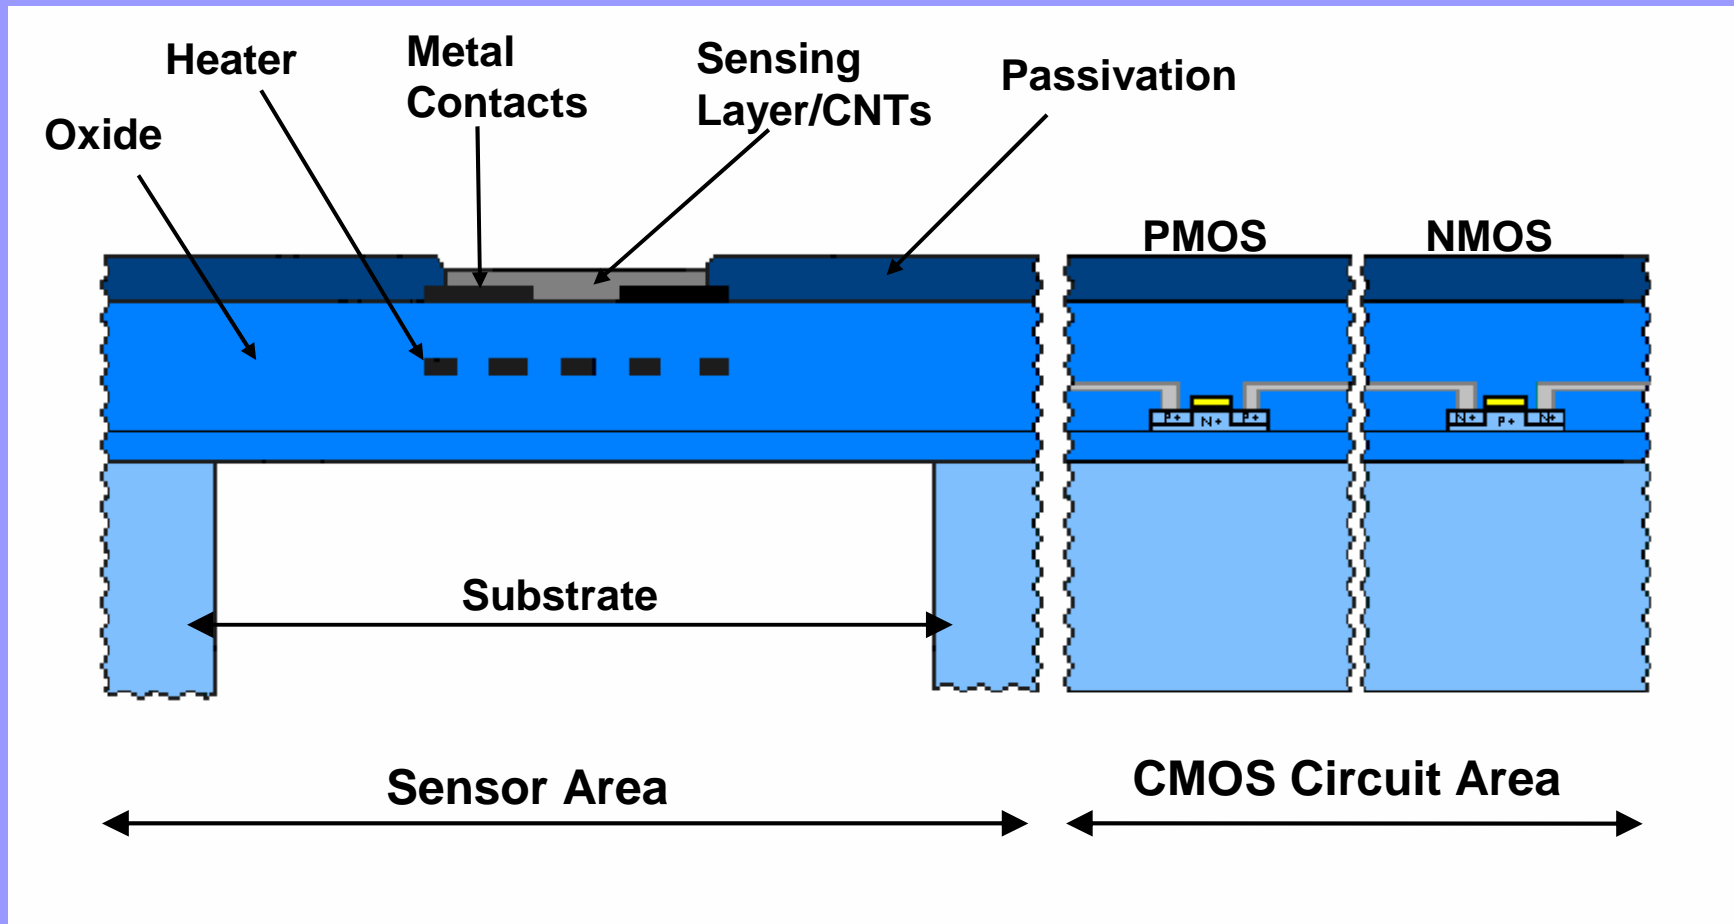 Heater
Metal
Contacts
Sensing
Layer/CNTs
Passivation
Oxide
PMOS
NMOS
P+
N+
P+
N+
P+
N+
Substrate
Sensor Area
CMOS Circuit Area